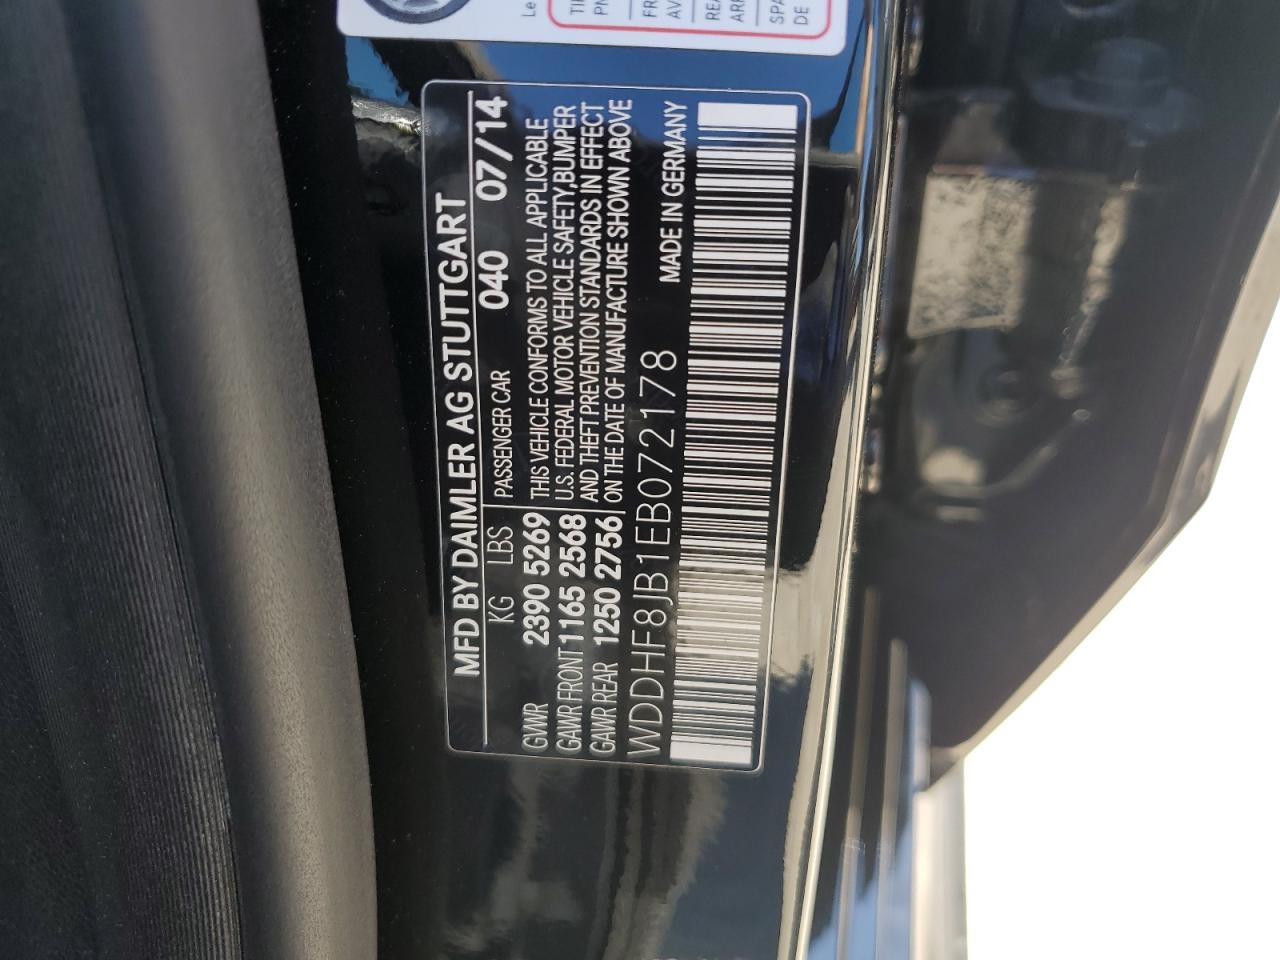 MFD BY DAIMLER AG STUTTGART
KG LBS PASSENGER CAR 040 07/14
GVWR 2390 5269 THIS VEHICLE CONFORMS TO ALL APPLICABLE
GAWR FRONT 1165 2568 U.S. FEDERAL MOTOR VEHICLE SAFETY,BUMPER
GAWR REAR 1250 2756 AND THEFT PREVENTION STANDARDS IN EFFECT
ON THE DATE OF MANUFACTURE SHOWN ABOVE
WDDHF8JB1EB072178 MADE IN GERMANY
Le
DE